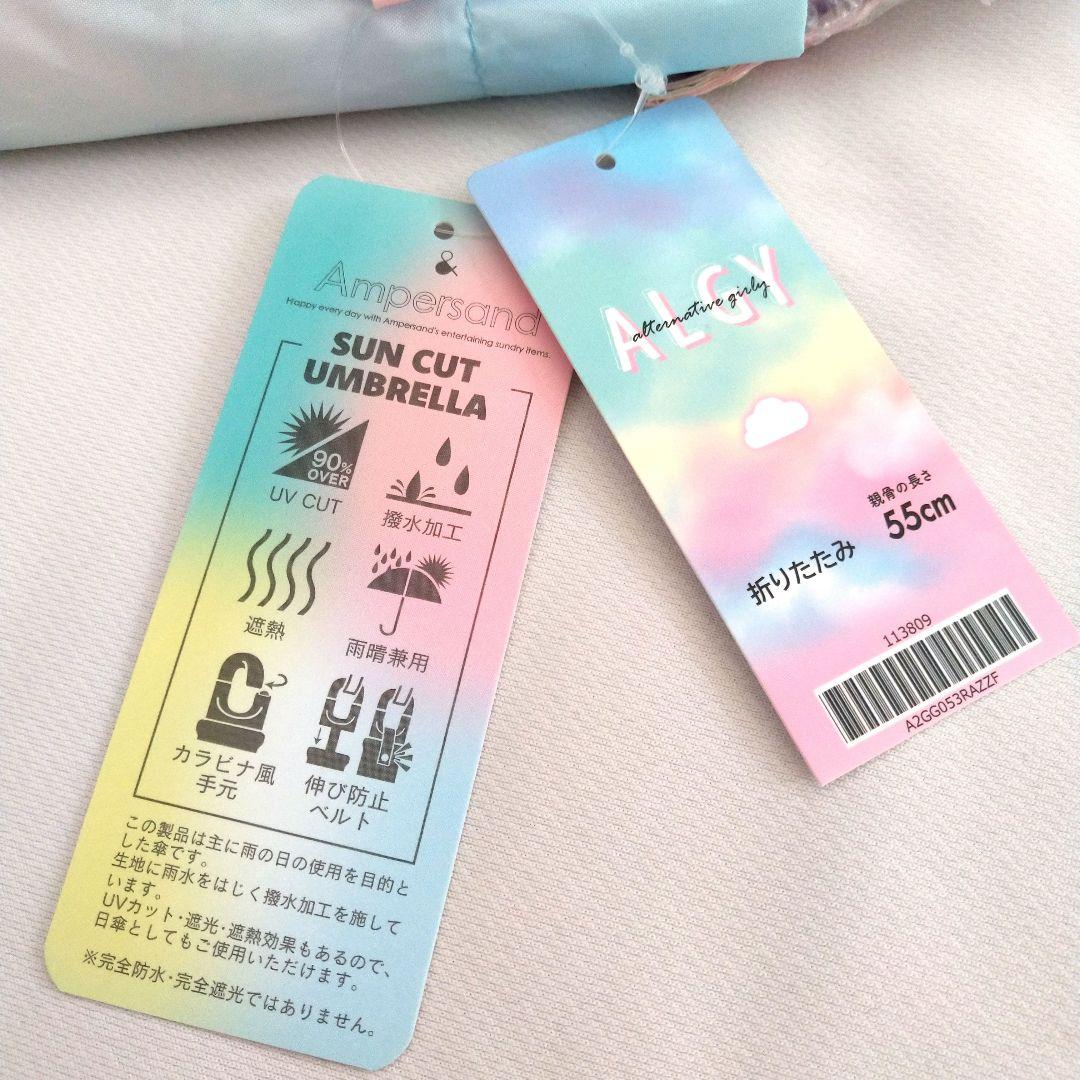 &
Ampersand
Happy every day with Ampersand's entertaining sundry items.
SUN CUT
UMBRELLA
90%
OVER
UV CUT
撥水加工
遮熱
雨晴兼用
カラビナ風
手元
伸び防止
ベルト
この製品は主に雨の日の使用を目的と
した傘です。
生地に雨水をはじく撥水加工を施して
います。
UVカット・遮光・遮熱効果もあるので、
日傘としてもご使用いただけます。
※完全防水・完全遮光ではありません。
ALGY
alternative girly
親骨の長さ
55cm
折りたたみ
113809
A2GG053RAZZF